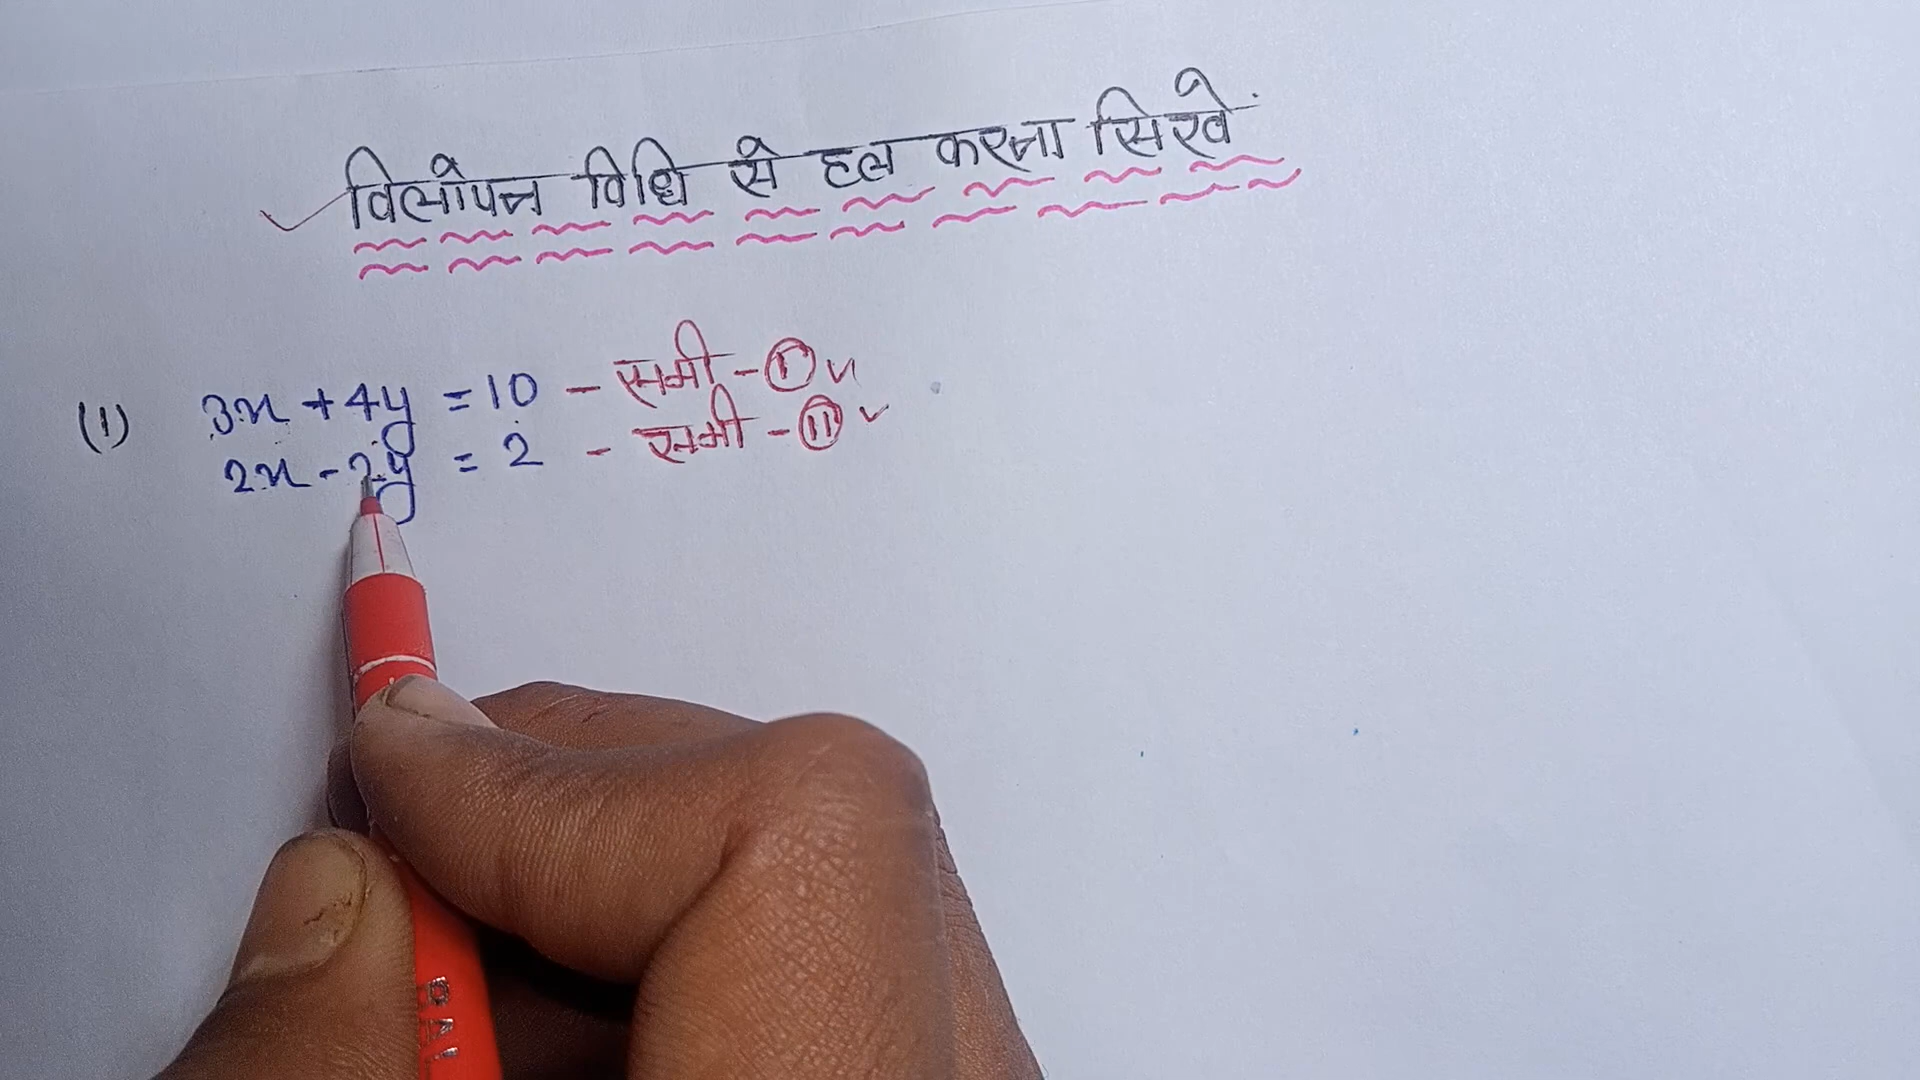 विलोपन विधि से हल करना सिखे
(1) 3x + 4y = 10 - समी - (I)
2x - 2y = 2 - समी - (II)